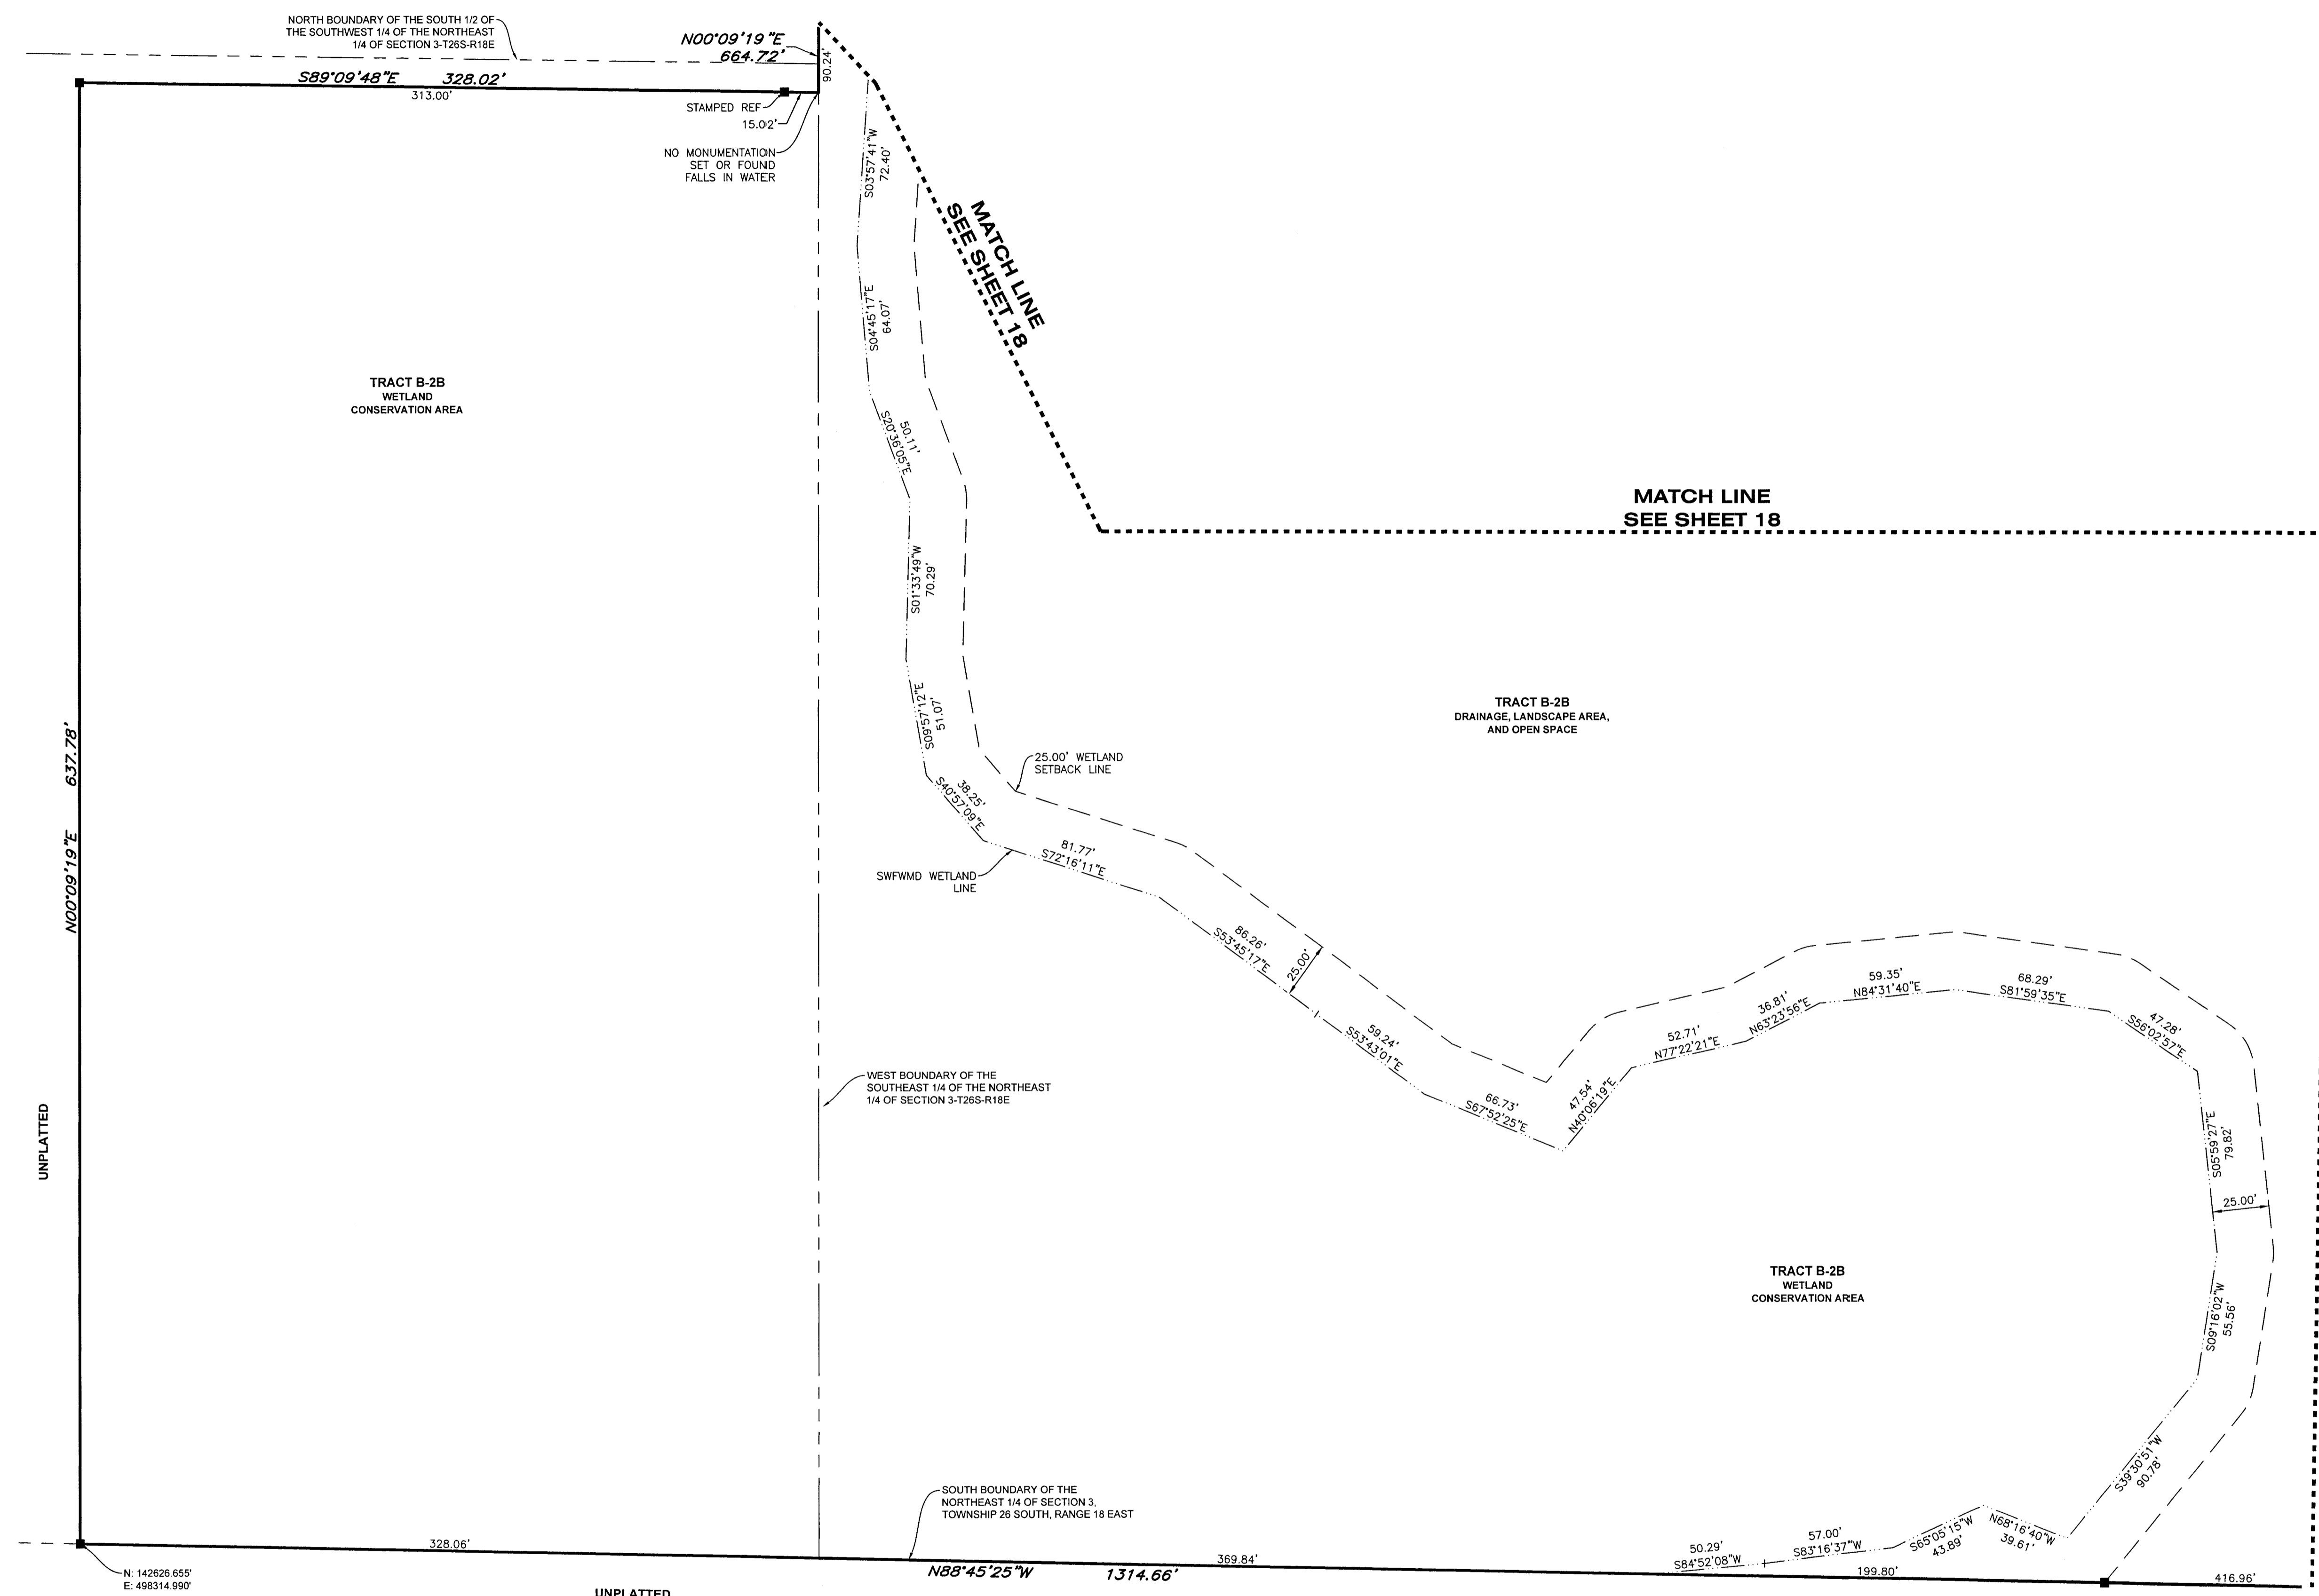 NORTH BOUNDARY OF THE SOUTH 1/2 OF
THE SOUTHWEST 1/4 OF THE NORTHEAST
1/4 OF SECTION 3-T26S-R18E
N00°09'19"E
664.72'
90.24'
S89°09'48"E 328.02'
313.00'
STAMPED REF
15.02'
NO MONUMENTATION
SET OR FOUND
FALLS IN WATER
S03°57'41"W
72.40'
MATCH LINE
SEE SHEET 18
S04°45'17"E
64.07'
TRACT B-2B
WETLAND
CONSERVATION AREA
50.11'
S20°36'05"E
MATCH LINE
SEE SHEET 18
S01°33'49"W
70.29'
S09°57'12"E
51.07'
TRACT B-2B
DRAINAGE, LANDSCAPE AREA,
AND OPEN SPACE
N00°09'19"E 637.78'
25.00' WETLAND
SETBACK LINE
38.25'
S40°57'09"E
81.77'
S72°16'11"E
SWFWMD WETLAND
LINE
86.26'
S53°45'17"E
25.00'
59.24'
S53°43'01"E
66.73'
S67°52'25"E
47.54'
N40°06'19"E
52.71'
N77°22'21"E
36.81'
N63°23'56"E
59.35'
N84°31'40"E
68.29'
S81°59'35"E
47.28'
S56°02'57"E
S05°59'27"E
79.82'
25.00'
WEST BOUNDARY OF THE
SOUTHEAST 1/4 OF THE NORTHEAST
1/4 OF SECTION 3-T26S-R18E
UNPLATTED
TRACT B-2B
WETLAND
CONSERVATION AREA
S09°16'02"W
55.56'
S39°30'51"W
90.78'
SOUTH BOUNDARY OF THE
NORTHEAST 1/4 OF SECTION 3,
TOWNSHIP 26 SOUTH, RANGE 18 EAST
N68°16'40"W
39.61'
S65°05'15"W
43.89'
57.00'
S83°16'37"W
50.29'
S84°52'08"W
328.06'
369.84'
199.80'
416.96'
N88°45'25"W 1314.66'
N: 142626.655'
E: 498314.990'
UNPLATTED